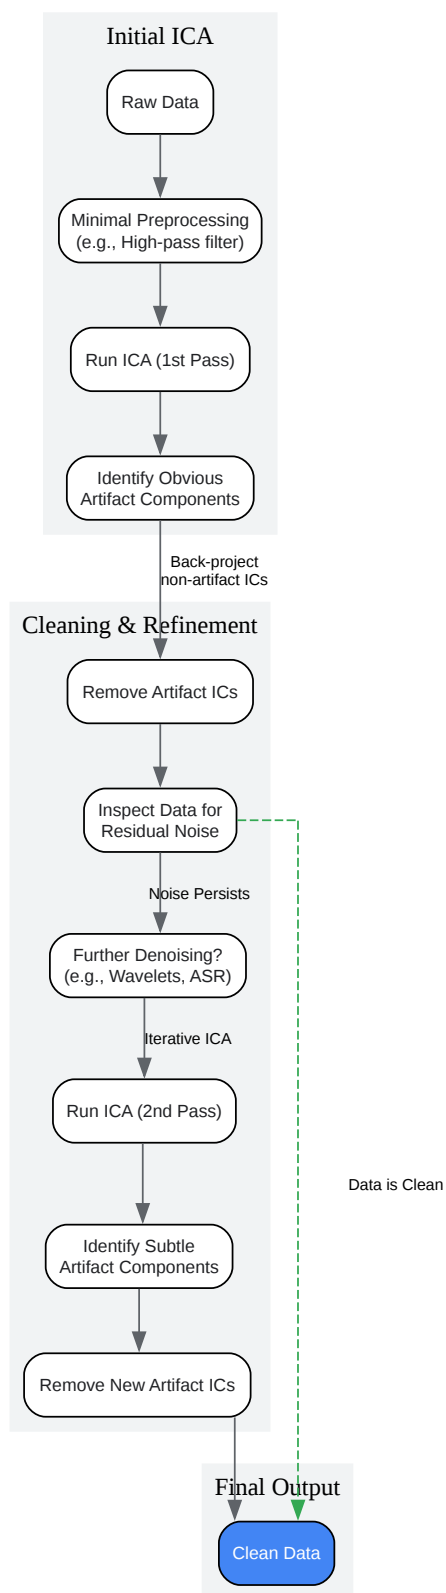 Initial ICA
Raw Data
Minimal Preprocessing
(e.g., High-pass filter)
Run ICA (1st Pass)
Identify Obvious
Artifact Components
Back-project
non-artifact ICs
Cleaning & Refinement
Remove Artifact ICs
Inspect Data for
Residual Noise
Noise Persists
Further Denoising?
(e.g., Wavelets, ASR)
Iterative ICA
Run ICA (2nd Pass)
Data is Clean
Identify Subtle
Artifact Components
Remove New Artifact ICs
Final Output
Clean Data